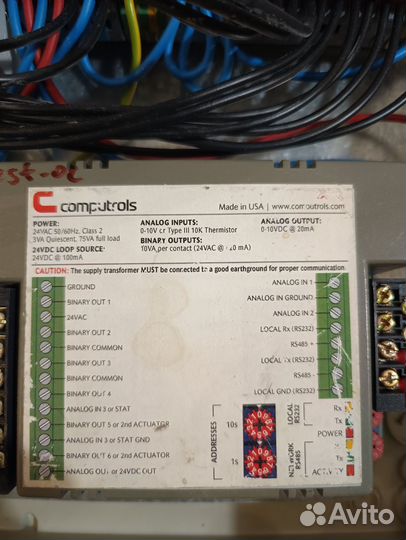 computrols
Made in USA / www.computrols.com
POWER:
24VAC 50/60Hz, Class 2
3VA Quiescent, 75VA full load
24VDC LOOP SOURCE:
24VDC @ 100mA
ANALOG INPUTS:
0-10V or Type III 10K Thermistor
BINARY OUTPUTS:
10VA per contact (24VAC @ 420 mA)
ANALOG OUTPUT:
0-10VDC @ 20mA
CAUTION: The supply transformer MUST be connected to a good earthground for proper communication.
GROUND
BINARY OUT 1
24VAC
BINARY OUT 2
BINARY COMMON
BINARY OUT 3
BINARY COMMON
BINARY OUT 4
ANALOG IN 3 or STAT
BINARY OUT 5 or 2nd ACTUATOR
ANALOG IN 3 or STAT GND
BINARY OUT 6 or 2nd ACTUATOR
ANALOG OUT or 24VDC OUT
ANALOG IN 1
ANALOG IN GROUND
ANALOG IN 2
LOCAL Rx (RS232)
RS485 +
LOCAL Tx (RS232)
RS485 -
LOCAL GND (RS232)
ADDRESSES
10s
1s
LOCAL
RS232
NETWORK
RS485
Rx
Tx
POWER
Rx
Tx
ACTIVITY
Avito